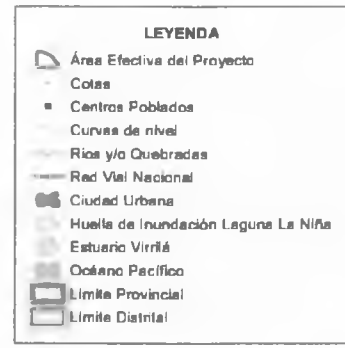 LEYENDA
Área Efectiva del Proyecto
Cotas
Centros Poblados
Curvas de nivel
Ríos y/o Quebradas
Red Vial Nacional
Ciudad Urbana
Huella de Inundación Laguna La Niña
Estuario Virrilá
Océano Pacífico
Límite Provincial
Límite Distrital